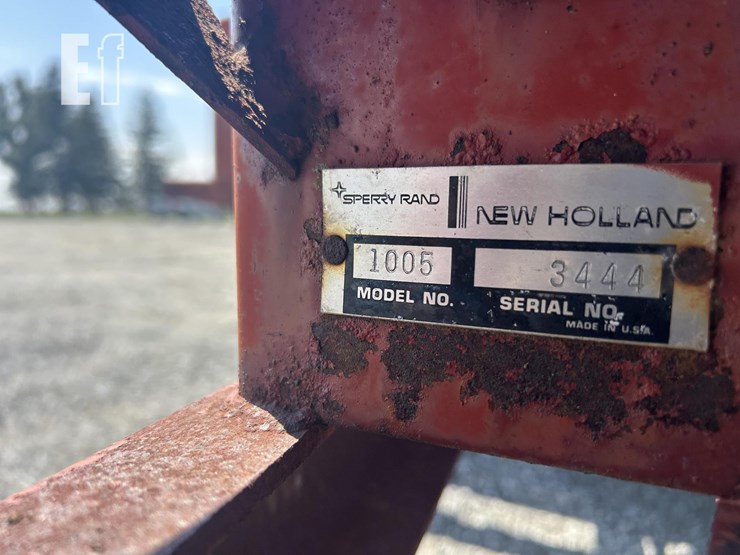 Ef
SPERRY RAND NEW HOLLAND
1005 3444
MODEL NO. SERIAL NO.
MADE IN U.S.A.